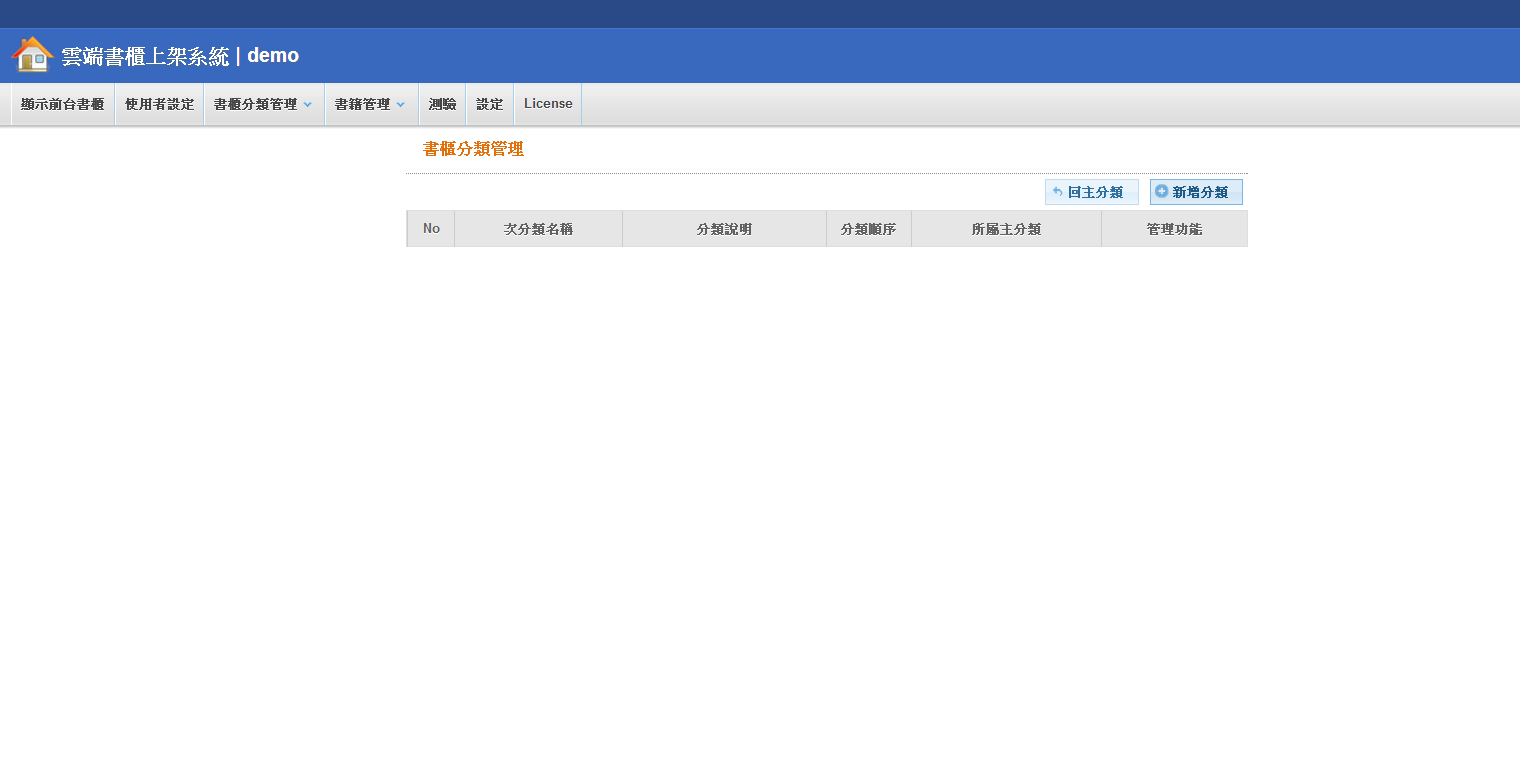 雲端書櫃上架系統 | demo
顯示前台書櫃 使用者設定 書櫃分類管理 書籍管理 測驗 設定 License
書櫃分類管理
回主分類 新增分類
No 次分類名稱 分類說明 分類順序 所屬主分類 管理功能